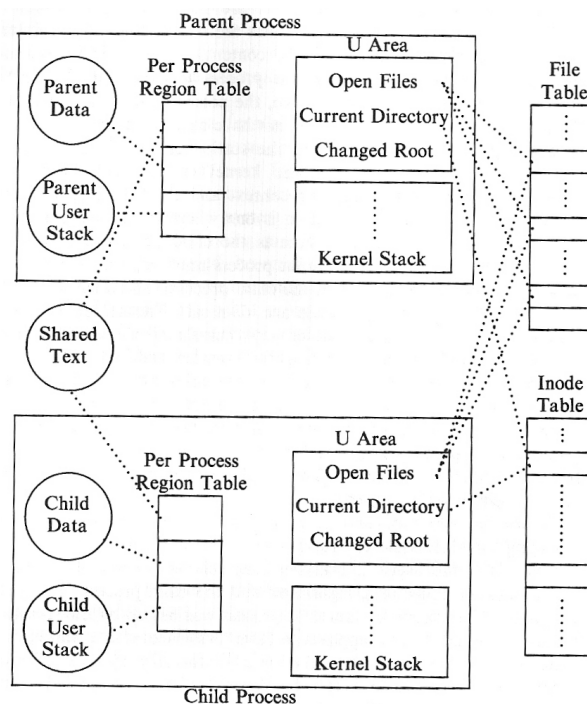 Parent Process
U Area
Per Process
Region Table
Parent
Data
Open Files
Current Directory
Changed Root
File
Table
Parent
User
Stack
Kernel Stack
Shared
Text
Inode
Table
U Area
Per Process
Region Table
Open Files
Current Directory
Changed Root
Child
Data
Child
User
Stack
Kernel Stack
Child Process